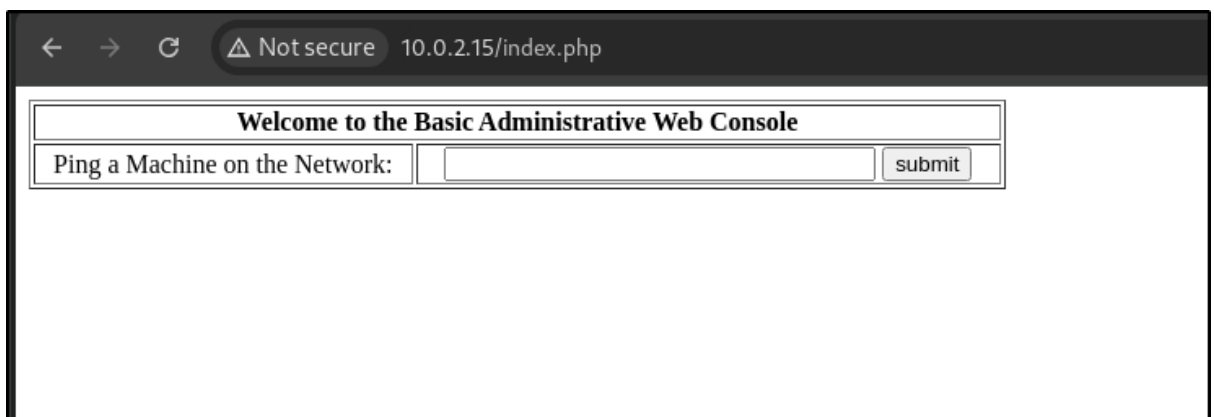 Not secure 10.0.2.15/index.php
Welcome to the Basic Administrative Web Console
Ping a Machine on the Network: submit